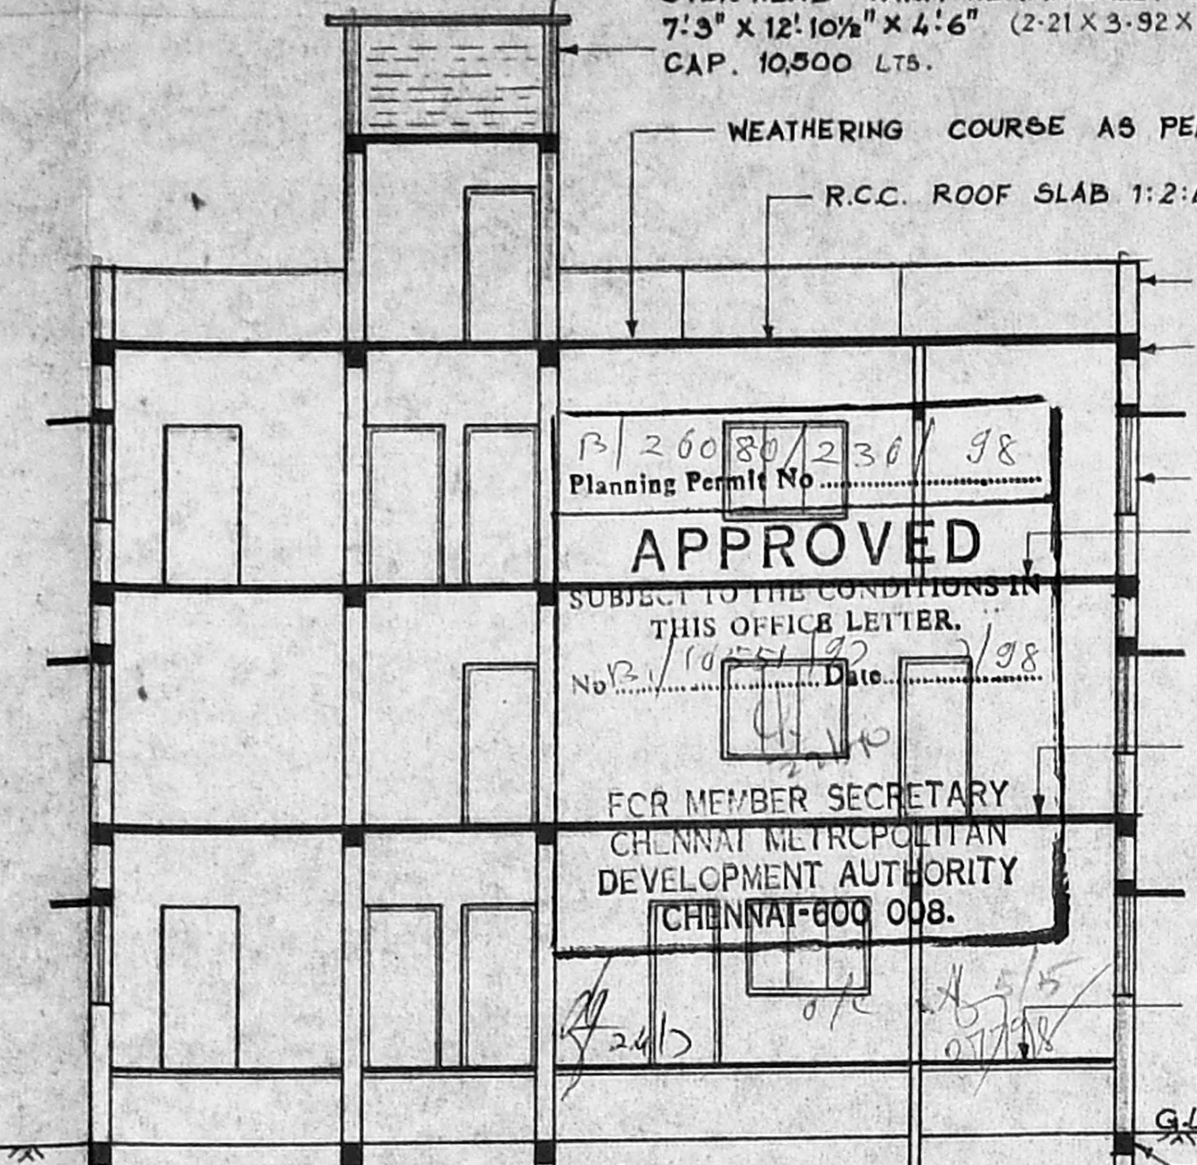 7'-3" X 12'-10½" X 4'-6" (2·21 X 3·92 X
CAP. 10,500 LTS.
WEATHERING COURSE AS PE
R.C.C. ROOF SLAB 1:2:
B/26080/236/98
Planning Permit No
APPROVED
SUBJECT TO THE CONDITIONS IN
THIS OFFICE LETTER.
No Date /98
FOR MEMBER SECRETARY
CHENNAI METROPOLITAN
DEVELOPMENT AUTHORITY
CHENNAI-600 008.
G.L